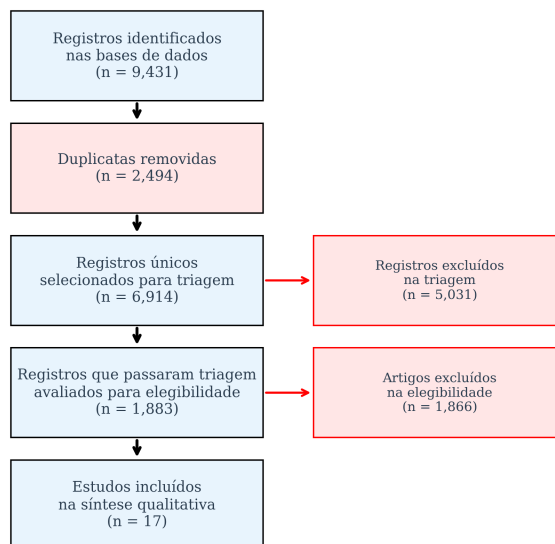 Registros identificados
nas bases de dados
(n = 9,431)
Duplicatas removidas
(n = 2,494)
Registros únicos
selecionados para triagem
(n = 6,914)
Registros excluídos
na triagem
(n = 5,031)
Registros que passaram triagem
avaliados para elegibilidade
(n = 1,883)
Artigos excluídos
na elegibilidade
(n = 1,866)
Estudos incluídos
na síntese qualitativa
(n = 17)